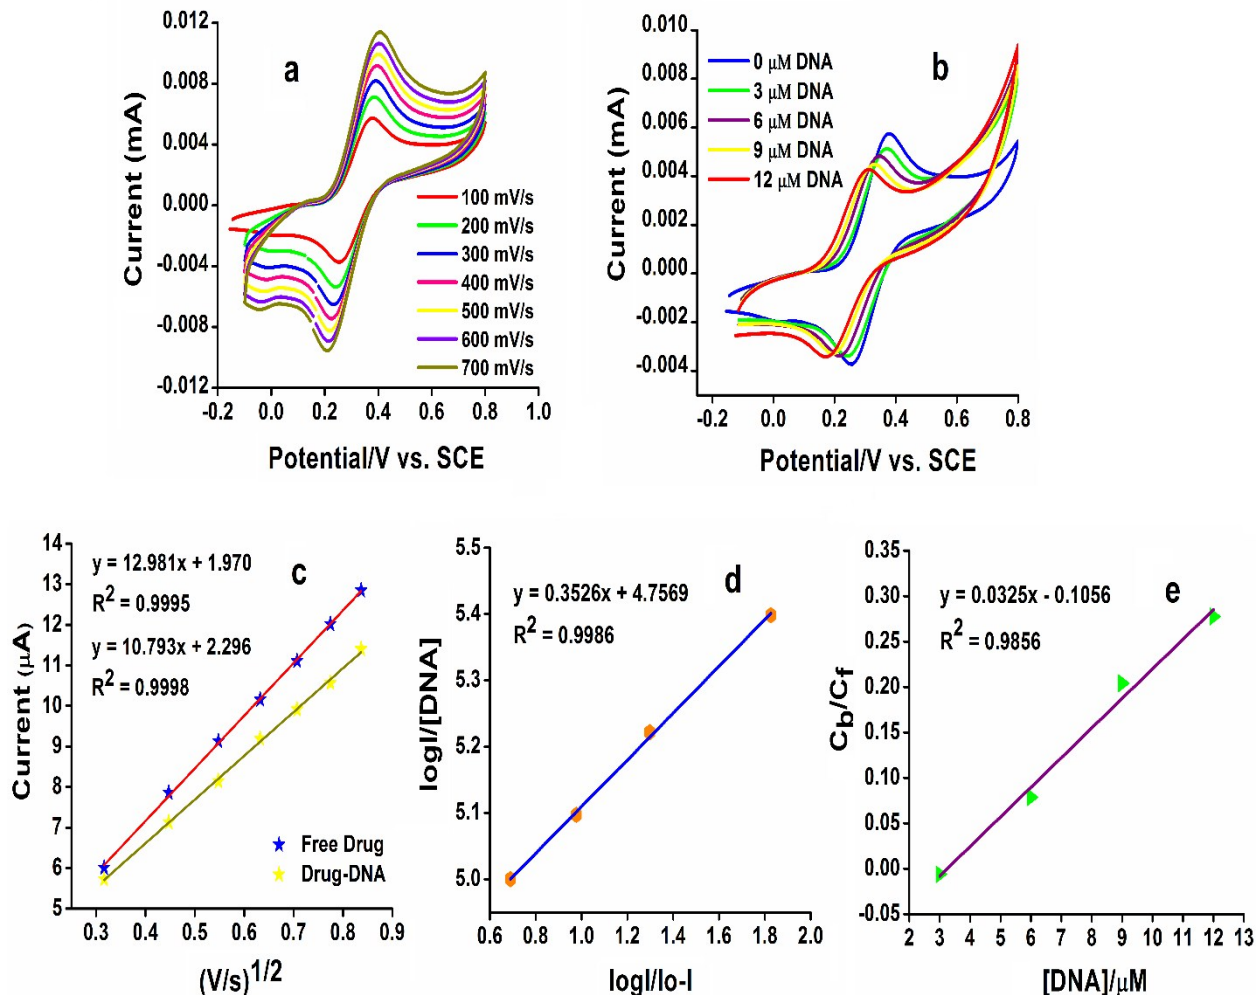 a
0.012
0.008
0.004
0.000
-0.004
-0.008
-0.012
Current (mA)
100 mV/s
200 mV/s
300 mV/s
400 mV/s
500 mV/s
600 mV/s
700 mV/s
-0.2 0.0 0.2 0.4 0.6 0.8 1.0
Potential/V vs. SCE
b
0.010
0.008
0.006
0.004
0.002
0.000
-0.002
-0.004
Current (mA)
0 μM DNA
3 μM DNA
6 μM DNA
9 μM DNA
12 μM DNA
-0.2 0.0 0.2 0.4 0.6 0.8
Potential/V vs. SCE
c
14
13
12
11
10
9
8
7
6
5
Current (μA)
y = 12.981x + 1.970
R² = 0.9995
y = 10.793x + 2.296
R² = 0.9998
Free Drug
Drug-DNA
0.3 0.4 0.5 0.6 0.7 0.8 0.9
(V/s)^1/2
d
5.5
5.4
5.3
5.2
5.1
5.0
logI/[DNA]
y = 0.3526x + 4.7569
R² = 0.9986
0.6 0.8 1.0 1.2 1.4 1.6 1.8 2.0
logI/Io-I
e
0.35
0.30
0.25
0.20
0.15
0.10
0.05
0.00
-0.05
Cb/Cf
y = 0.0325x - 0.1056
R² = 0.9856
2 3 4 5 6 7 8 9 10 11 12 13
[DNA]/μM